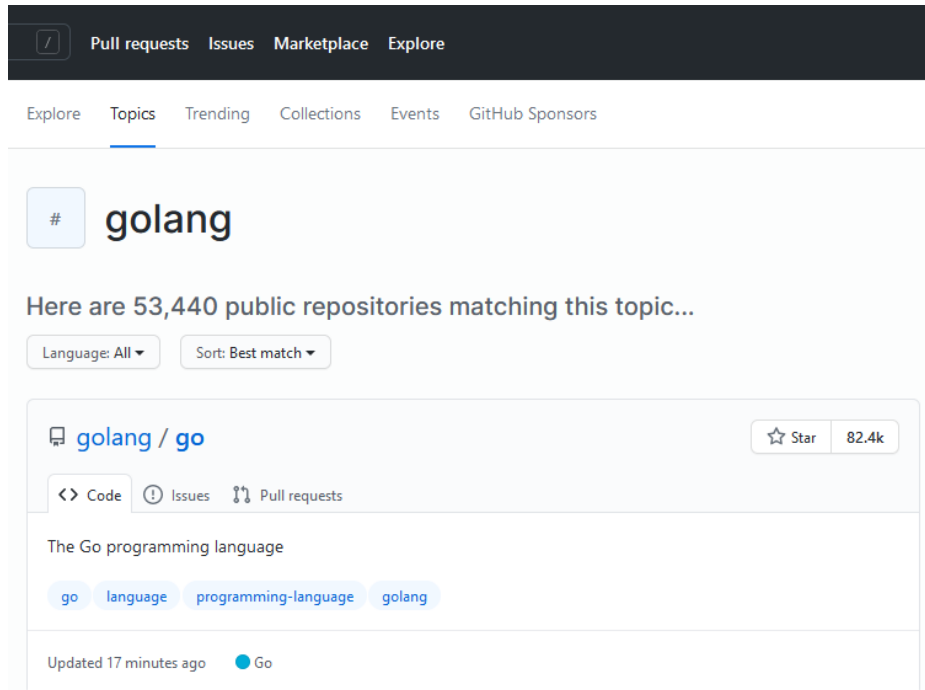 / Pull requests Issues Marketplace Explore
Explore Topics Trending Collections Events GitHub Sponsors
# golang
Here are 53,440 public repositories matching this topic...
Language: All Sort: Best match
golang / go Star 82.4k
<> Code Issues Pull requests
The Go programming language
go language programming-language golang
Updated 17 minutes ago Go